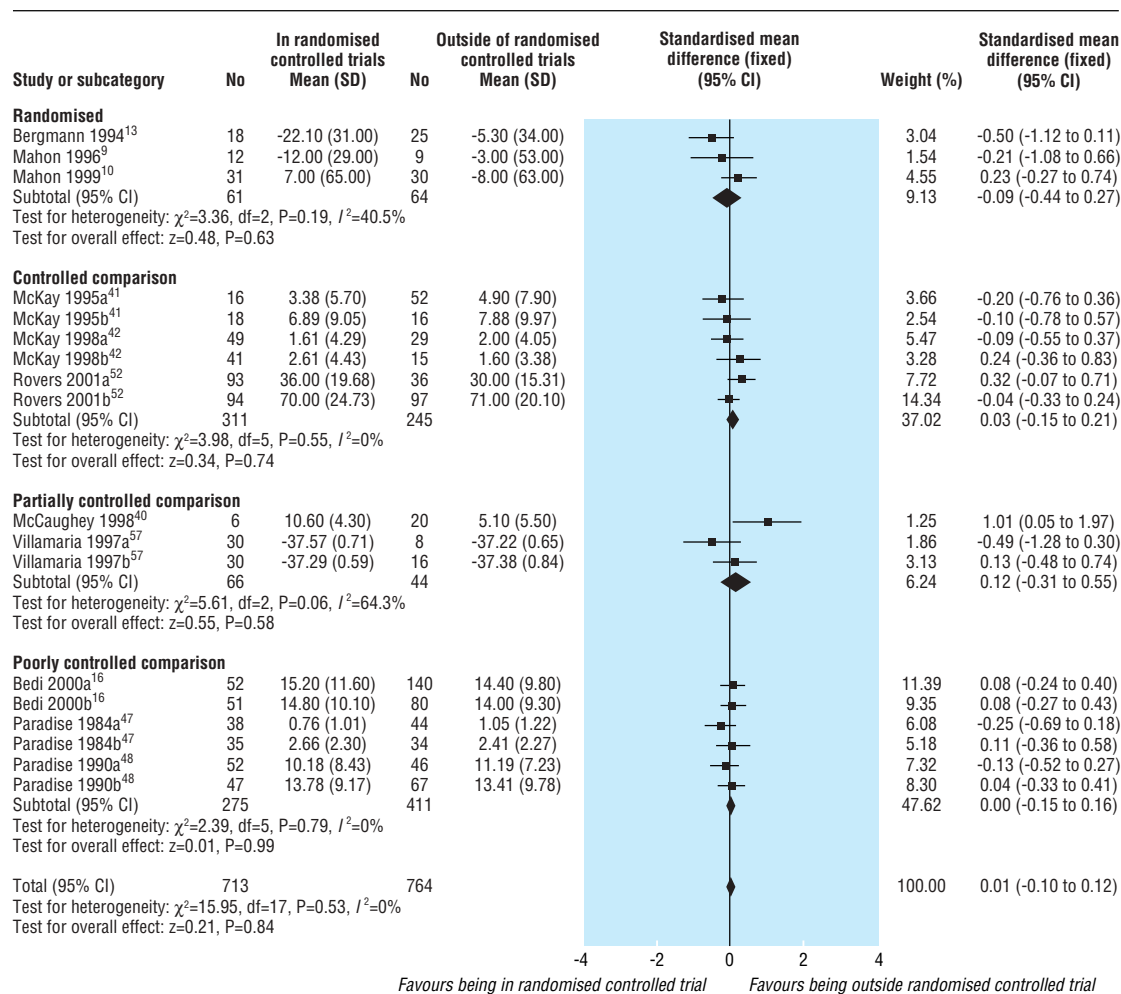 In randomised controlled trials Outside of randomised controlled trials Standardised mean difference (fixed) (95% CI) Standardised mean difference (fixed) (95% CI)
Study or subcategory No Mean (SD) No Mean (SD) Weight (%)
Randomised
Bergmann 1994¹³ 18 -22.10 (31.00) 25 -5.30 (34.00) 3.04 -0.50 (-1.12 to 0.11)
Mahon 1996⁹ 12 -12.00 (29.00) 9 -3.00 (53.00) 1.54 -0.21 (-1.08 to 0.66)
Mahon 1999¹⁰ 31 7.00 (65.00) 30 -8.00 (63.00) 4.55 0.23 (-0.27 to 0.74)
Subtotal (95% CI) 61 64 9.13 -0.09 (-0.44 to 0.27)
Test for heterogeneity: χ²=3.36, df=2, P=0.19, I²=40.5%
Test for overall effect: z=0.48, P=0.63
Controlled comparison
McKay 1995a⁴¹ 16 3.38 (5.70) 52 4.90 (7.90) 3.66 -0.20 (-0.76 to 0.36)
McKay 1995b⁴¹ 18 6.89 (9.05) 16 7.88 (9.97) 2.54 -0.10 (-0.78 to 0.57)
McKay 1998a⁴² 49 1.61 (4.29) 29 2.00 (4.05) 5.47 -0.09 (-0.55 to 0.37)
McKay 1998b⁴² 41 2.61 (4.43) 15 1.60 (3.38) 3.28 0.24 (-0.36 to 0.83)
Rovers 2001a⁵² 93 36.00 (19.68) 36 30.00 (15.31) 7.72 0.32 (-0.07 to 0.71)
Rovers 2001b⁵² 94 70.00 (24.73) 97 71.00 (20.10) 14.34 -0.04 (-0.33 to 0.24)
Subtotal (95% CI) 311 245 37.02 0.03 (-0.15 to 0.21)
Test for heterogeneity: χ²=3.98, df=5, P=0.55, I²=0%
Test for overall effect: z=0.34, P=0.74
Partially controlled comparison
McCaughey 1998⁴⁰ 6 10.60 (4.30) 20 5.10 (5.50) 1.25 1.01 (0.05 to 1.97)
Villamaria 1997a⁵⁷ 30 -37.57 (0.71) 8 -37.22 (0.65) 1.86 -0.49 (-1.28 to 0.30)
Villamaria 1997b⁵⁷ 30 -37.29 (0.59) 16 -37.38 (0.84) 3.13 0.13 (-0.48 to 0.74)
Subtotal (95% CI) 66 44 6.24 0.12 (-0.31 to 0.55)
Test for heterogeneity: χ²=5.61, df=2, P=0.06, I²=64.3%
Test for overall effect: z=0.55, P=0.58
Poorly controlled comparison
Bedi 2000a¹⁶ 52 15.20 (11.60) 140 14.40 (9.80) 11.39 0.08 (-0.24 to 0.40)
Bedi 2000b¹⁶ 51 14.80 (10.10) 80 14.00 (9.30) 9.35 0.08 (-0.27 to 0.43)
Paradise 1984a⁴⁷ 38 0.76 (1.01) 44 1.05 (1.22) 6.08 -0.25 (-0.69 to 0.18)
Paradise 1984b⁴⁷ 35 2.66 (2.30) 34 2.41 (2.27) 5.18 0.11 (-0.36 to 0.58)
Paradise 1990a⁴⁸ 52 10.18 (8.43) 46 11.19 (7.23) 7.32 -0.13 (-0.52 to 0.27)
Paradise 1990b⁴⁸ 47 13.78 (9.17) 67 13.41 (9.78) 8.30 0.04 (-0.33 to 0.41)
Subtotal (95% CI) 275 411 47.62 0.00 (-0.15 to 0.16)
Test for heterogeneity: χ²=2.39, df=5, P=0.79, I²=0%
Test for overall effect: z=0.01, P=0.99
Total (95% CI) 713 764 100.00 0.01 (-0.10 to 0.12)
Test for heterogeneity: χ²=15.95, df=17, P=0.53, I²=0%
Test for overall effect: z=0.21, P=0.84
-4 -2 0 2 4
Favours being in randomised controlled trial Favours being outside randomised controlled trial